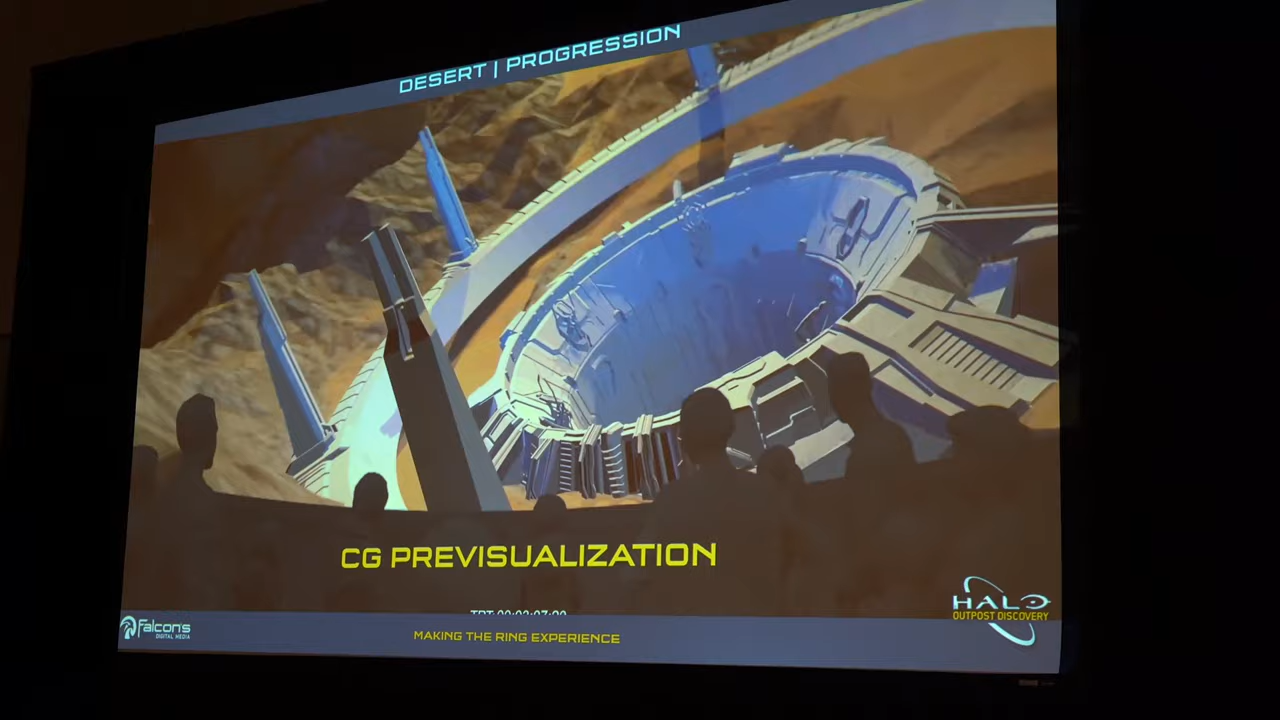 DESERT | PROGRESSION
CG PREVISUALIZATION
Falcon's
DIGITAL MEDIA
MAKING THE RING EXPERIENCE
HALO
OUTPOST DISCOVERY